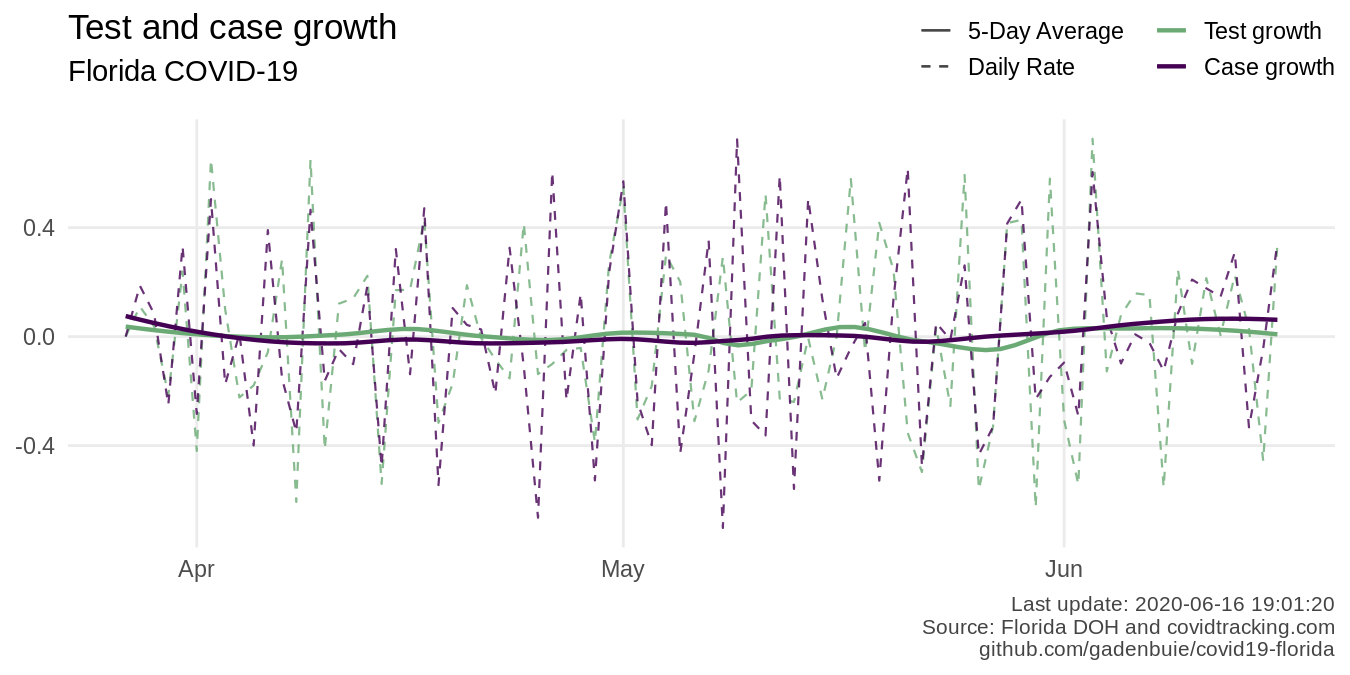 Test and case growth
Florida COVID-19
5-Day Average
Test growth
Daily Rate
Case growth
0.4
0.0
-0.4
Apr
May
Jun
Last update: 2020-06-16 19:01:20
Source: Florida DOH and covidtracking.com
github.com/gadenbuie/covid19-florida